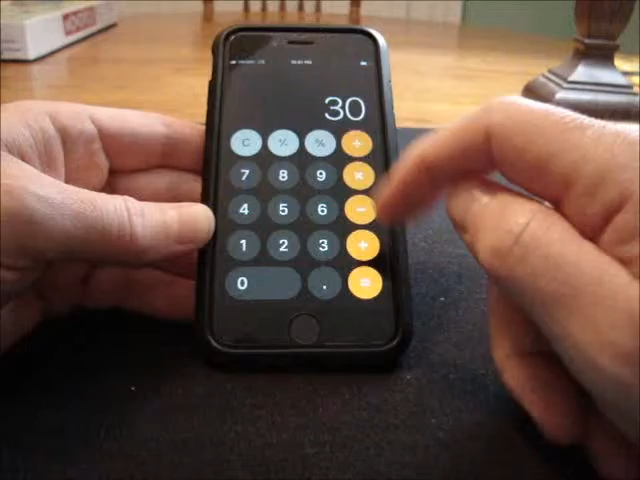 30
C ⁺∕₋ % ÷
7 8 9 ×
4 5 6 −
1 2 3 +
0 . =